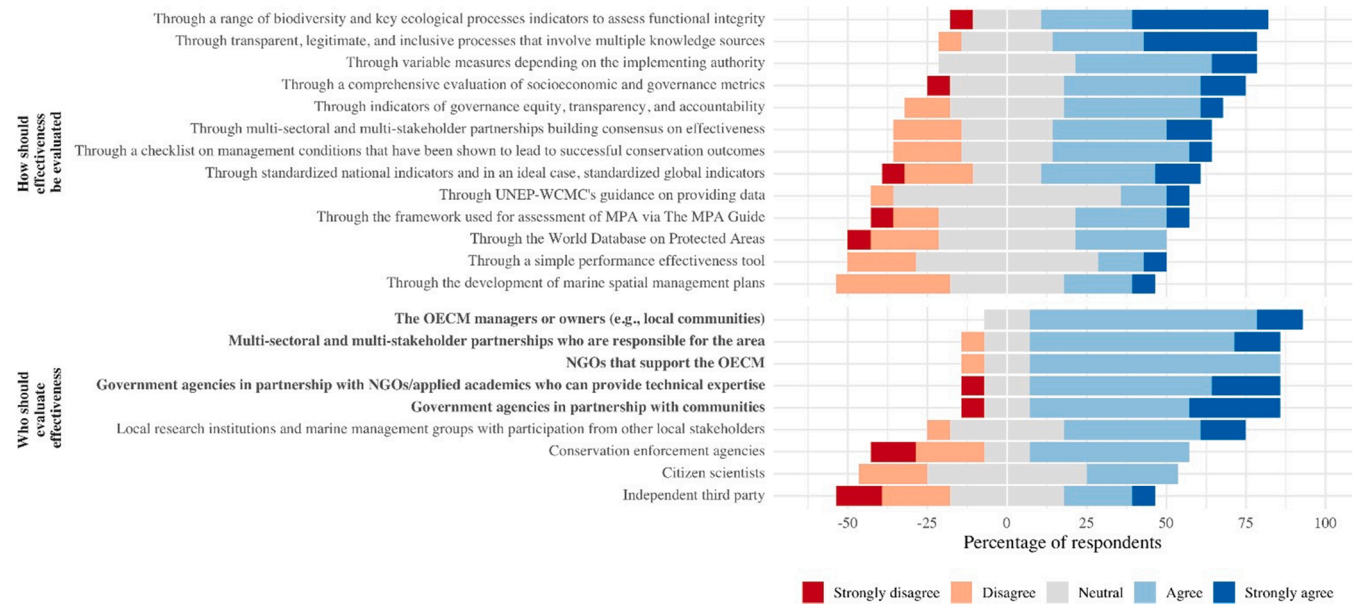 How should
effectiveness
be evaluated
Through a range of biodiversity and key ecological processes indicators to assess functional integrity
Through transparent, legitimate, and inclusive processes that involve multiple knowledge sources
Through variable measures depending on the implementing authority
Through a comprehensive evaluation of socioeconomic and governance metrics
Through indicators of governance equity, transparency, and accountability
Through multi-sectoral and multi-stakeholder partnerships building consensus on effectiveness
Through a checklist on management conditions that have been shown to lead to successful conservation outcomes
Through standardized national indicators and in an ideal case, standardized global indicators
Through UNEP-WCMC's guidance on providing data
Through the framework used for assessment of MPA via The MPA Guide
Through the World Database on Protected Areas
Through a simple performance effectiveness tool
Through the development of marine spatial management plans
Who should
evaluate
effectiveness
The OECM managers or owners (e.g., local communities)
Multi-sectoral and multi-stakeholder partnerships who are responsible for the area
NGOs that support the OECM
Government agencies in partnership with NGOs/applied academics who can provide technical expertise
Government agencies in partnership with communities
Local research institutions and marine management groups with participation from other local stakeholders
Conservation enforcement agencies
Citizen scientists
Independent third party
-50 -25 0 25 50 75 100
Percentage of respondents
Strongly disagree Disagree Neutral Agree Strongly agree